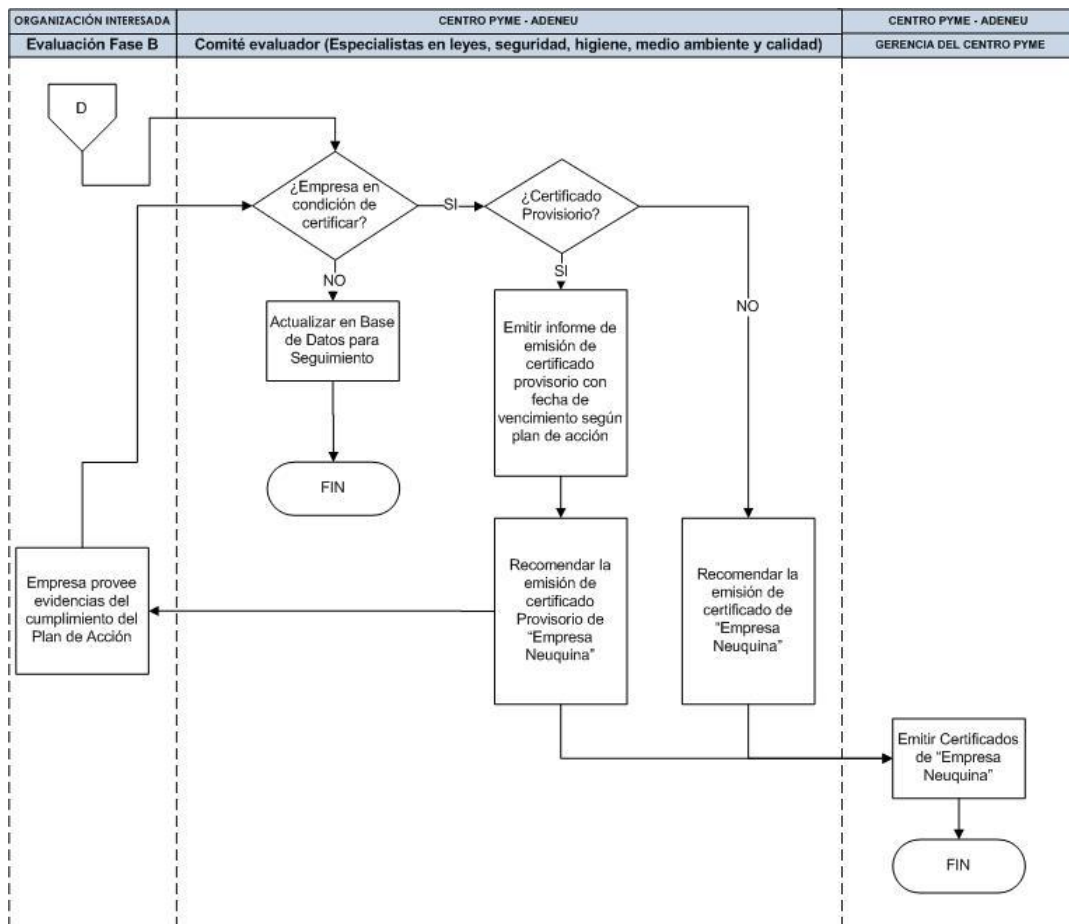 ORGANIZACIÓN INTERESADA
CENTRO PYME - ADENEU
CENTRO PYME - ADENEU
Evaluación Fase B
Comité evaluador (Especialistas en leyes, seguridad, higiene, medio ambiente y calidad)
GERENCIA DEL CENTRO PYME
D
¿Empresa en
condición de
certificar?
SI
¿Certificado
Provisiorio?
NO
SI
NO
Actualizar en Base
de Datos para
Seguimiento
FIN
Emitir informe de
emisión de
certificado
provisorio con
fecha de
vencimiento según
plan de acción
Empresa provee
evidencias del
cumplimiento del
Plan de Acción
Recomendar la
emisión de
certificado
Provisorio de
“Empresa
Neuquina”
Recomendar la
emisión de
certificado de
“Empresa
Neuquina”
Emitir Certificados
de “Empresa
Neuquina”
FIN